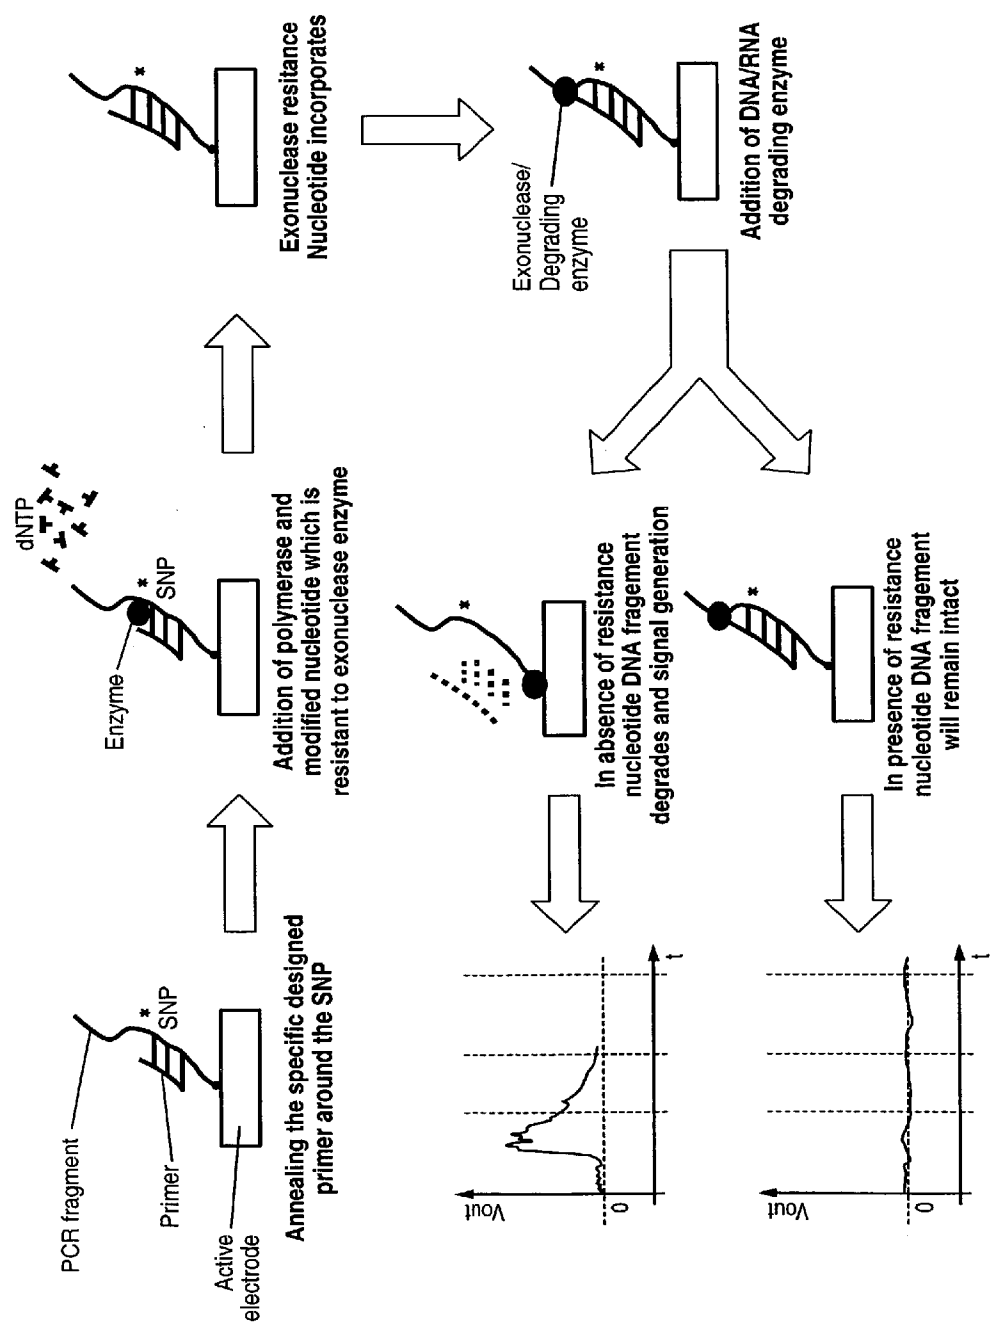 PCR fragment
Primer
Active
electrode
*
SNP
Annealing the specific designed
primer around the SNP
dNTP
Enzyme
*
SNP
Addition of polymerase and
modified nucleotide which is
resistant to exonuclease enzyme
*
Exonuclease resitance
Nucleotide incorporates
Exonuclease/
Degrading
enzyme
*
Addition of DNA/RNA
degrading enzyme
*
In absence of resistance
nucleotide DNA fragement
degrades and signal generation
Vout
0
t
*
In presence of resistance
nucleotide DNA fragement
will remain intact
Vout
0
t